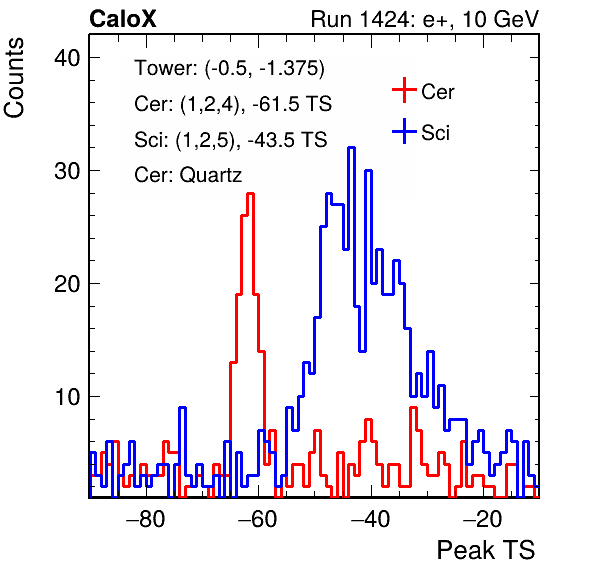 CaloX Run 1424: e+, 10 GeV
Counts
Tower: (-0.5, -1.375)
Cer: (1,2,4), -61.5 TS
Sci: (1,2,5), -43.5 TS
Cer: Quartz
Cer
Sci
40
30
20
10
−80 −60 −40 −20
Peak TS